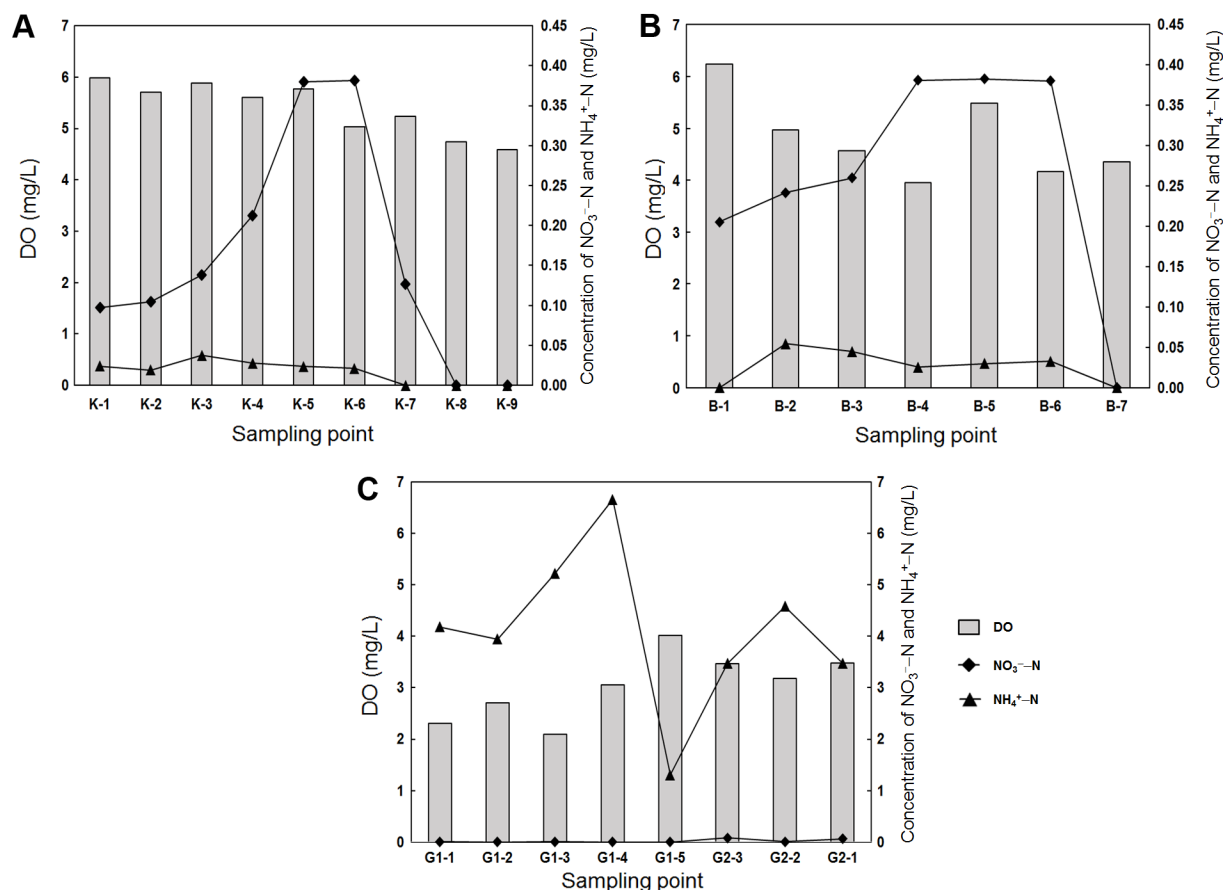 A
7
6
5
4
3
2
1
0
DO (mg/L)
0.45
0.40
0.35
0.30
0.25
0.20
0.15
0.10
0.05
0.00
Concentration of NO₃⁻–N and NH₄⁺–N (mg/L)
K-1 K-2 K-3 K-4 K-5 K-6 K-7 K-8 K-9
Sampling point
B
7
6
5
4
3
2
1
0
DO (mg/L)
0.45
0.40
0.35
0.30
0.25
0.20
0.15
0.10
0.05
0.00
Concentration of NO₃⁻–N and NH₄⁺–N (mg/L)
B-1 B-2 B-3 B-4 B-5 B-6 B-7
Sampling point
C
7
6
5
4
3
2
1
0
DO (mg/L)
7
6
5
4
3
2
1
0
Concentration of NO₃⁻–N and NH₄⁺–N (mg/L)
G1-1 G1-2 G1-3 G1-4 G1-5 G2-3 G2-2 G2-1
Sampling point
DO
NO₃⁻–N
NH₄⁺–N